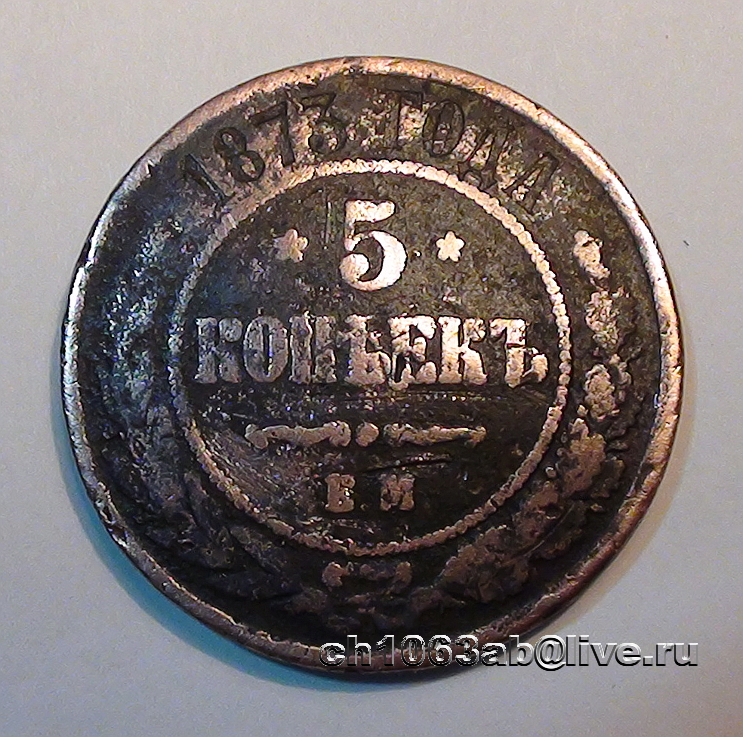 1873 ГОДА
5
КОПѢЕКЪ
Е М
ch1063ab@live.ru